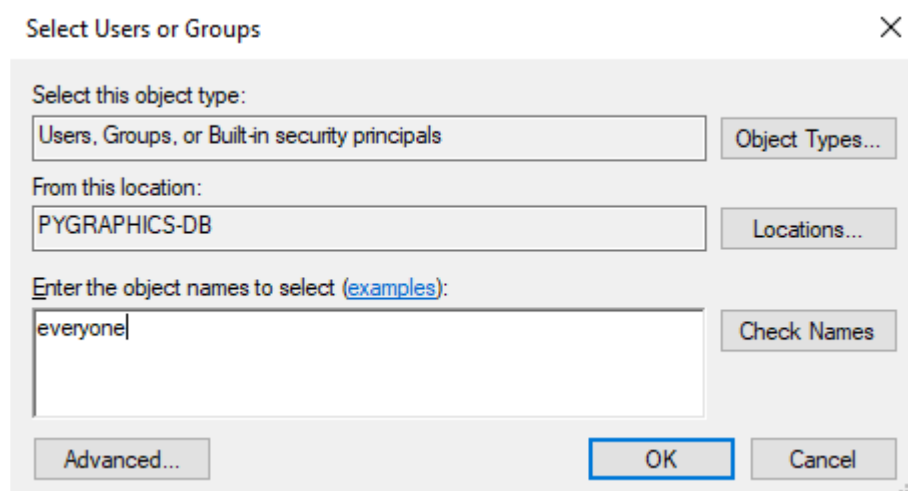 Select Users or Groups
Select this object type:
Users, Groups, or Built-in security principals
Object Types...
From this location:
PYGRAPHICS-DB
Locations...
Enter the object names to select (examples):
everyone
Check Names
Advanced...
OK
Cancel